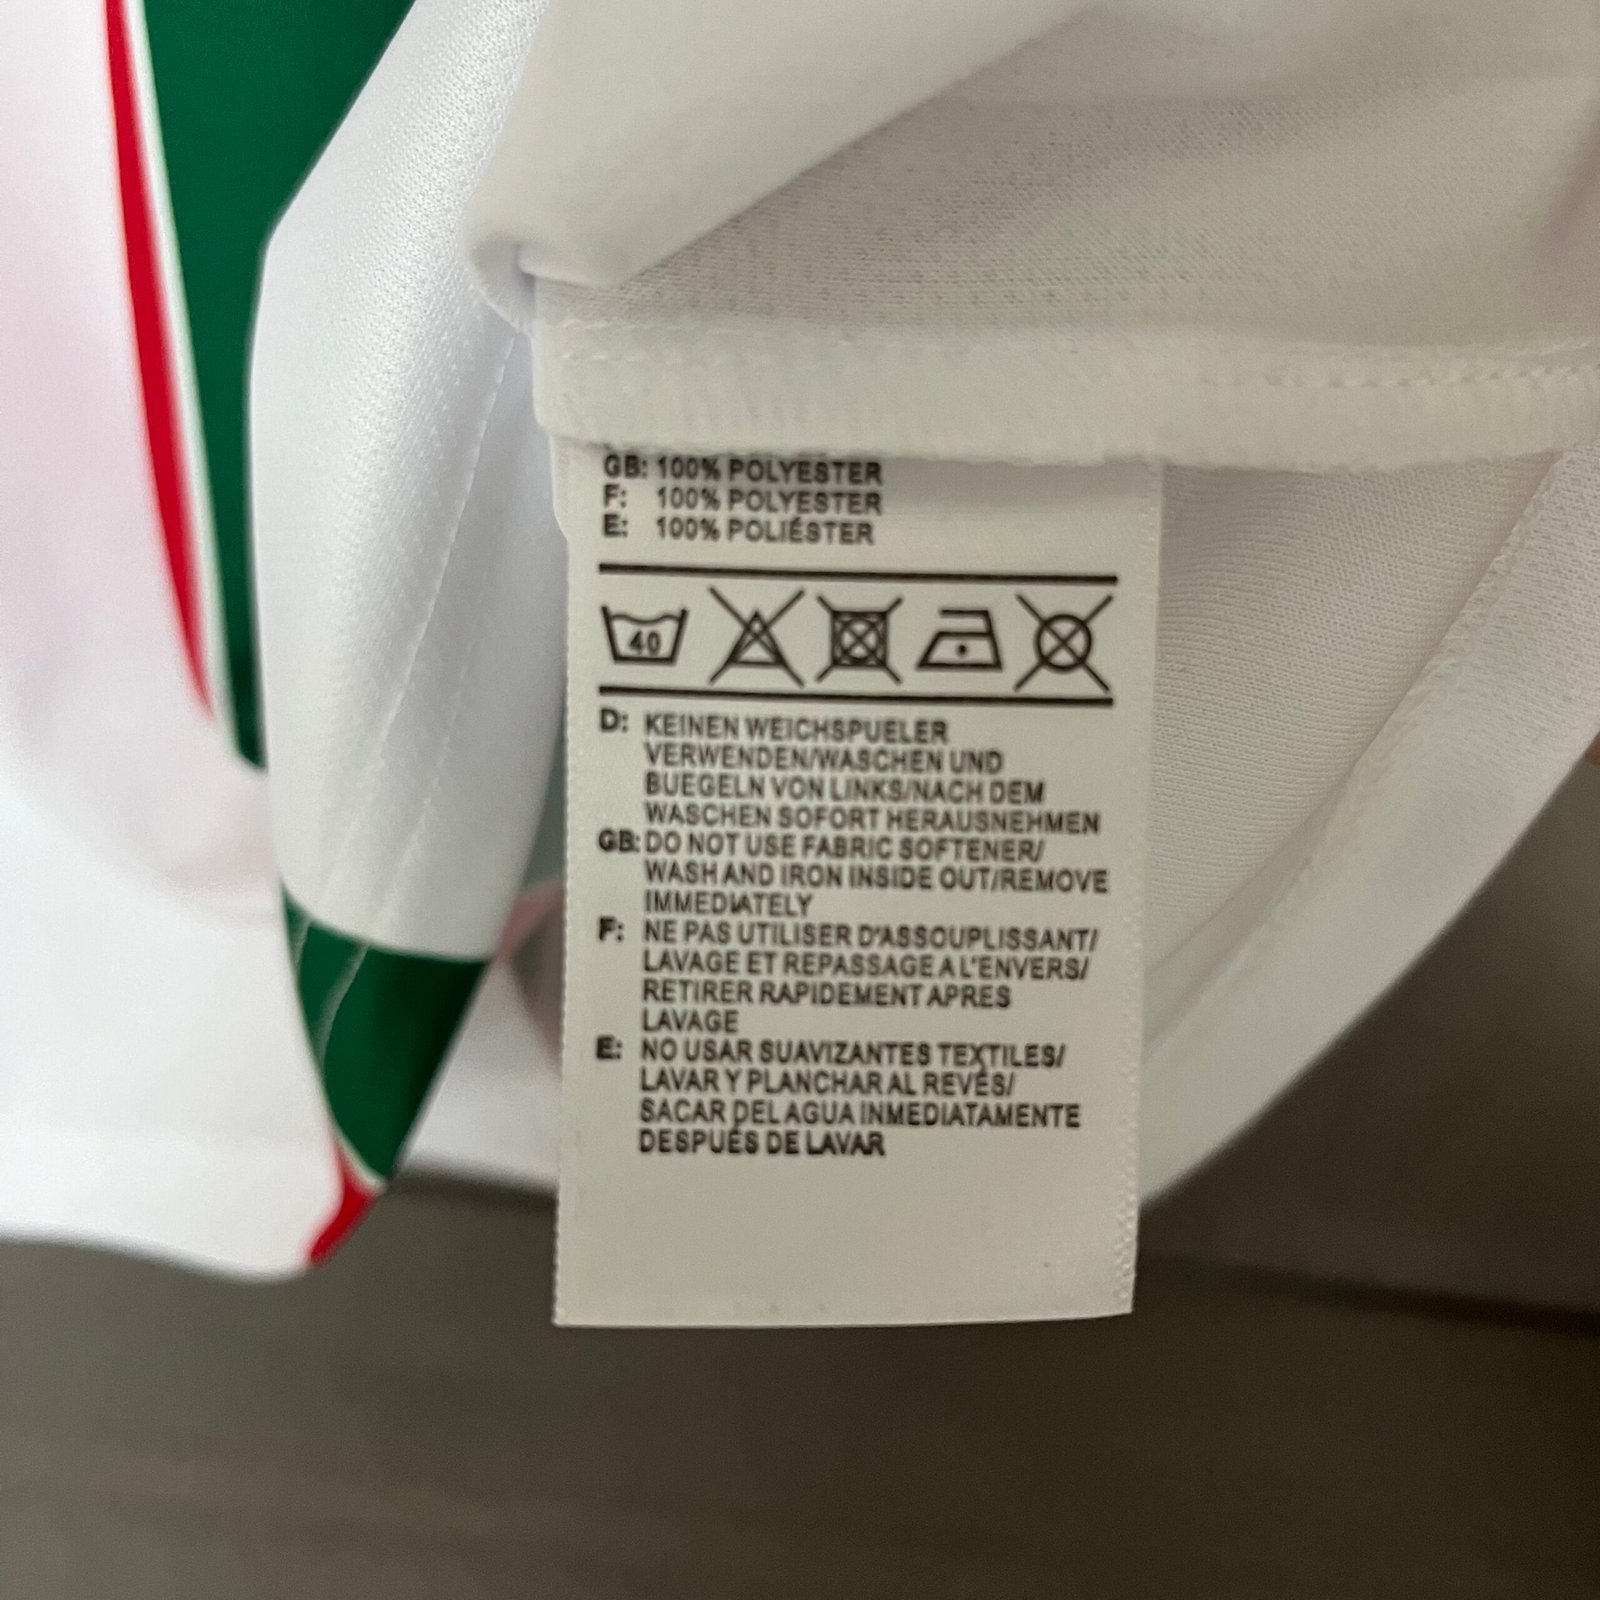 GB: 100% POLYESTER
F: 100% POLYESTER
E: 100% POLIÉSTER
40
D: KEINEN WEICHSPUELER
VERWENDEN/WASCHEN UND
BUEGELN VON LINKS/NACH DEM
WASCHEN SOFORT HERAUSNEHMEN
GB: DO NOT USE FABRIC SOFTENER/
WASH AND IRON INSIDE OUT/REMOVE
IMMEDIATELY
F: NE PAS UTILISER D'ASSOUPLISSANT/
LAVAGE ET REPASSAGE A L'ENVERS/
RETIRER RAPIDEMENT APRES
LAVAGE
E: NO USAR SUAVIZANTES TEXTILES/
LAVAR Y PLANCHAR AL REVÉS/
SACAR DEL AGUA INMEDIATAMENTE
DESPUÉS DE LAVAR